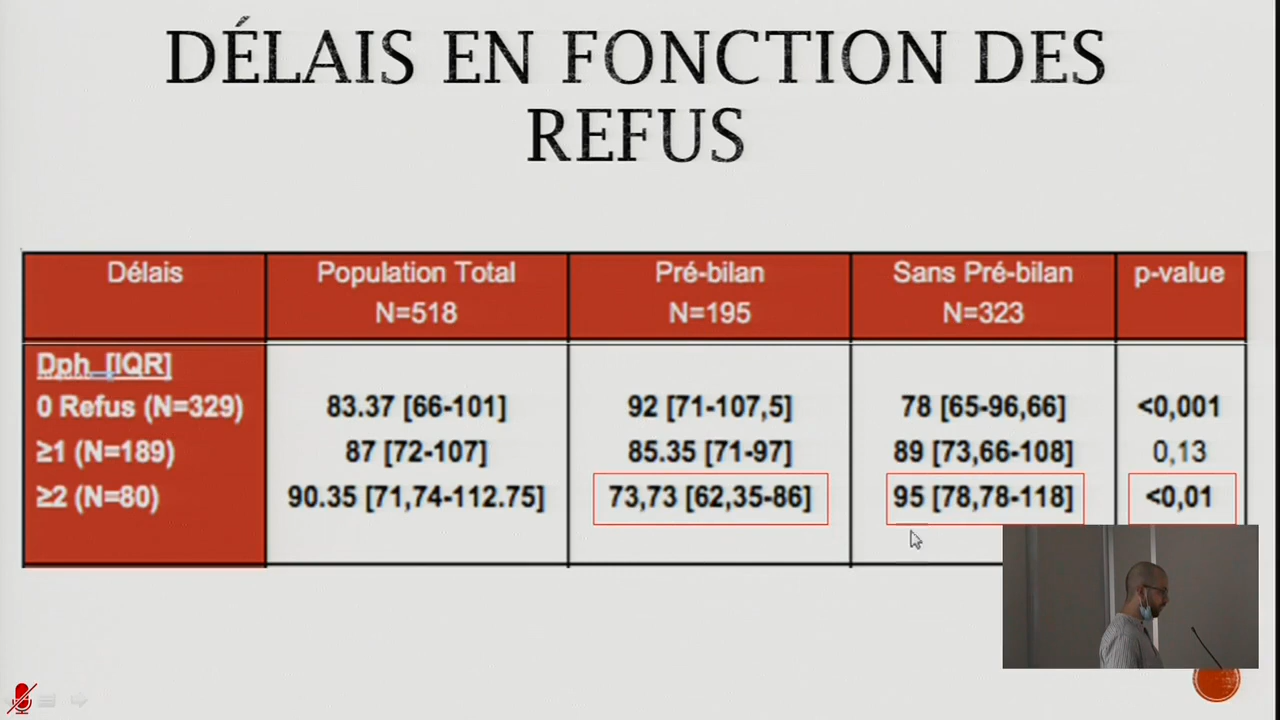 DÉLAIS EN FONCTION DES
REFUS
Délais
Population Total
N=518
Pré-bilan
N=195
Sans Pré-bilan
N=323
p-value
Dph [IQR]
0 Refus (N=329)
83.37 [66-101]
92 [71-107,5]
78 [65-96,66]
<0,001
≥1 (N=189)
87 [72-107]
85.35 [71-97]
89 [73,66-108]
0,13
≥2 (N=80)
90.35 [71,74-112.75]
73,73 [62,35-86]
95 [78,78-118]
<0,01